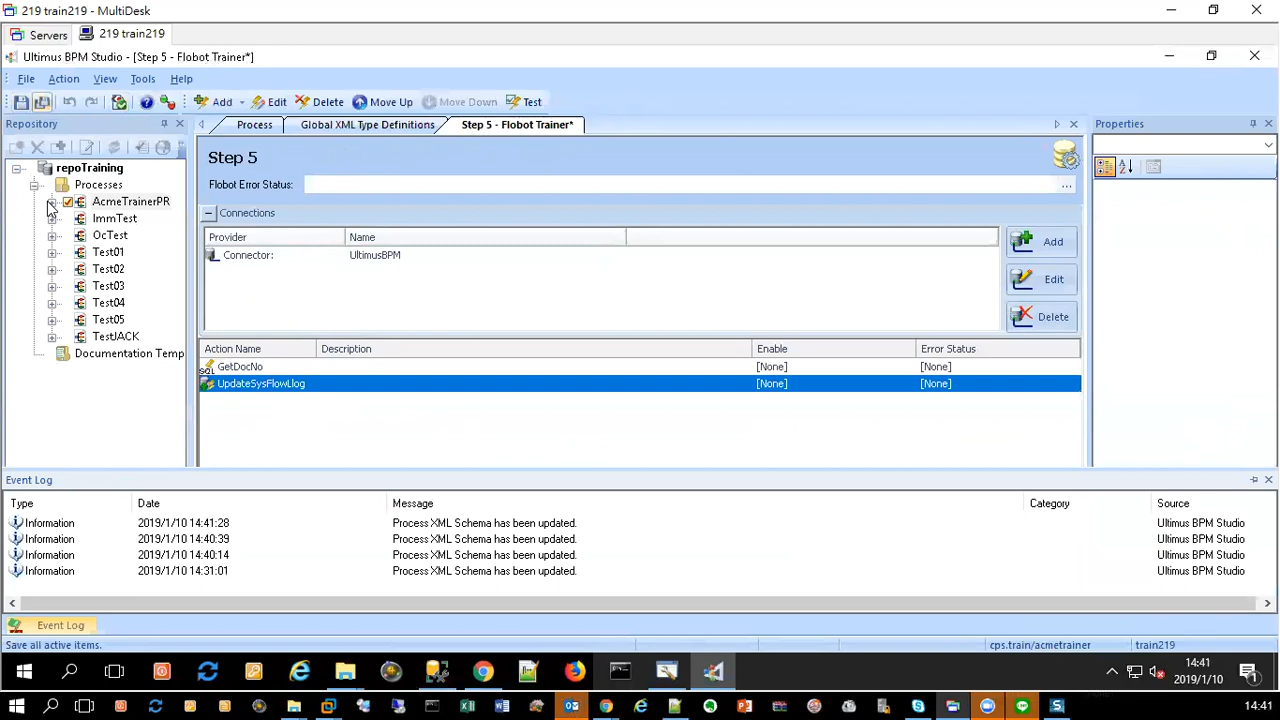 219 train219 - MultiDesk
Servers
219 train219
Ultimus BPM Studio - [Step 5 - Flobot Trainer*]
File Action View Tools Help
Add Edit Delete Move Up Move Down Test
Repository
Process
Global XML Type Definitions
Step 5 - Flobot Trainer*
Properties
repoTraining
Processes
AcmeTrainerPR
ImmTest
OcTest
Test01
Test02
Test03
Test04
Test05
TestJACK
Documentation Temp
Step 5
Flobot Error Status:
...
Connections
Provider Name
Connector: UltimusBPM
Add
Edit
Delete
Action Name Description Enable Error Status
GetDocNo [None] [None]
UpdateSysFlowLlog [None] [None]
Event Log
Type Date Message Category Source
Information 2019/1/10 14:41:28 Process XML Schema has been updated. Ultimus BPM Studio
Information 2019/1/10 14:40:39 Process XML Schema has been updated. Ultimus BPM Studio
Information 2019/1/10 14:40:14 Process XML Schema has been updated. Ultimus BPM Studio
Information 2019/1/10 14:31:01 Process XML Schema has been updated. Ultimus BPM Studio
Event Log
Save all active items. cps.train/acmetrainer train219
14:41
2019/1/10
14:41